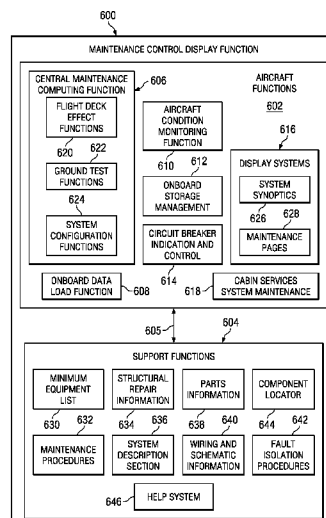 600
MAINTENANCE CONTROL DISPLAY FUNCTION
CENTRAL MAINTENANCE
COMPUTING FUNCTION
606
AIRCRAFT
FUNCTIONS
602
FLIGHT DECK
EFFECT
FUNCTIONS
620
622
GROUND TEST
FUNCTIONS
624
SYSTEM
CONFIGURATION
FUNCTIONS
AIRCRAFT
CONDITION
MONITORING
FUNCTION
610
612
ONBOARD
STORAGE
MANAGEMENT
CIRCUIT BREAKER
INDICATION AND
CONTROL
614
616
DISPLAY SYSTEMS
SYSTEM
SYNOPTICS
626
628
MAINTENANCE
PAGES
ONBOARD DATA
LOAD FUNCTION
608
618
CABIN SERVICES
SYSTEM MAINTENANCE
605
604
SUPPORT FUNCTIONS
MINIMUM
EQUIPMENT
LIST
STRUCTURAL
REPAIR
INFORMATION
PARTS
INFORMATION
COMPONENT
LOCATOR
630
632
634
636
638
640
644
642
MAINTENANCE
PROCEDURES
SYSTEM
DESCRIPTION
SECTION
WIRING AND
SCHEMATIC
INFORMATION
FAULT
ISOLATION
PROCEDURES
646
HELP SYSTEM